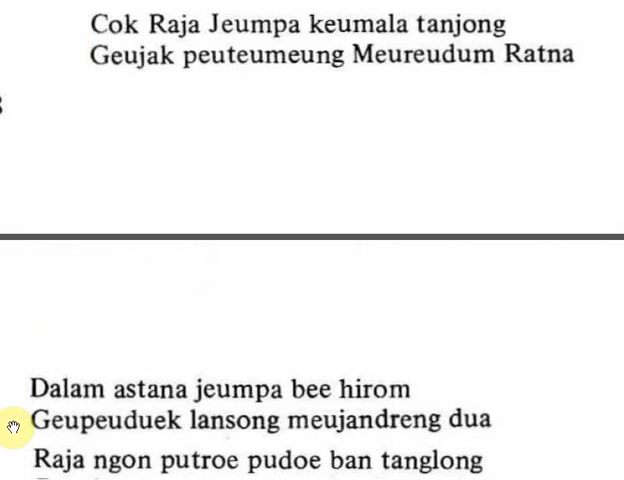 Cok Raja Jeumpa keumala tanjong
Geujak peuteumeung Meureudum Ratna
Dalam astana jeumpa bee hirom
Geupeuduek lansong meujandreng dua
Raja ngon putroe pudoe ban tanglong